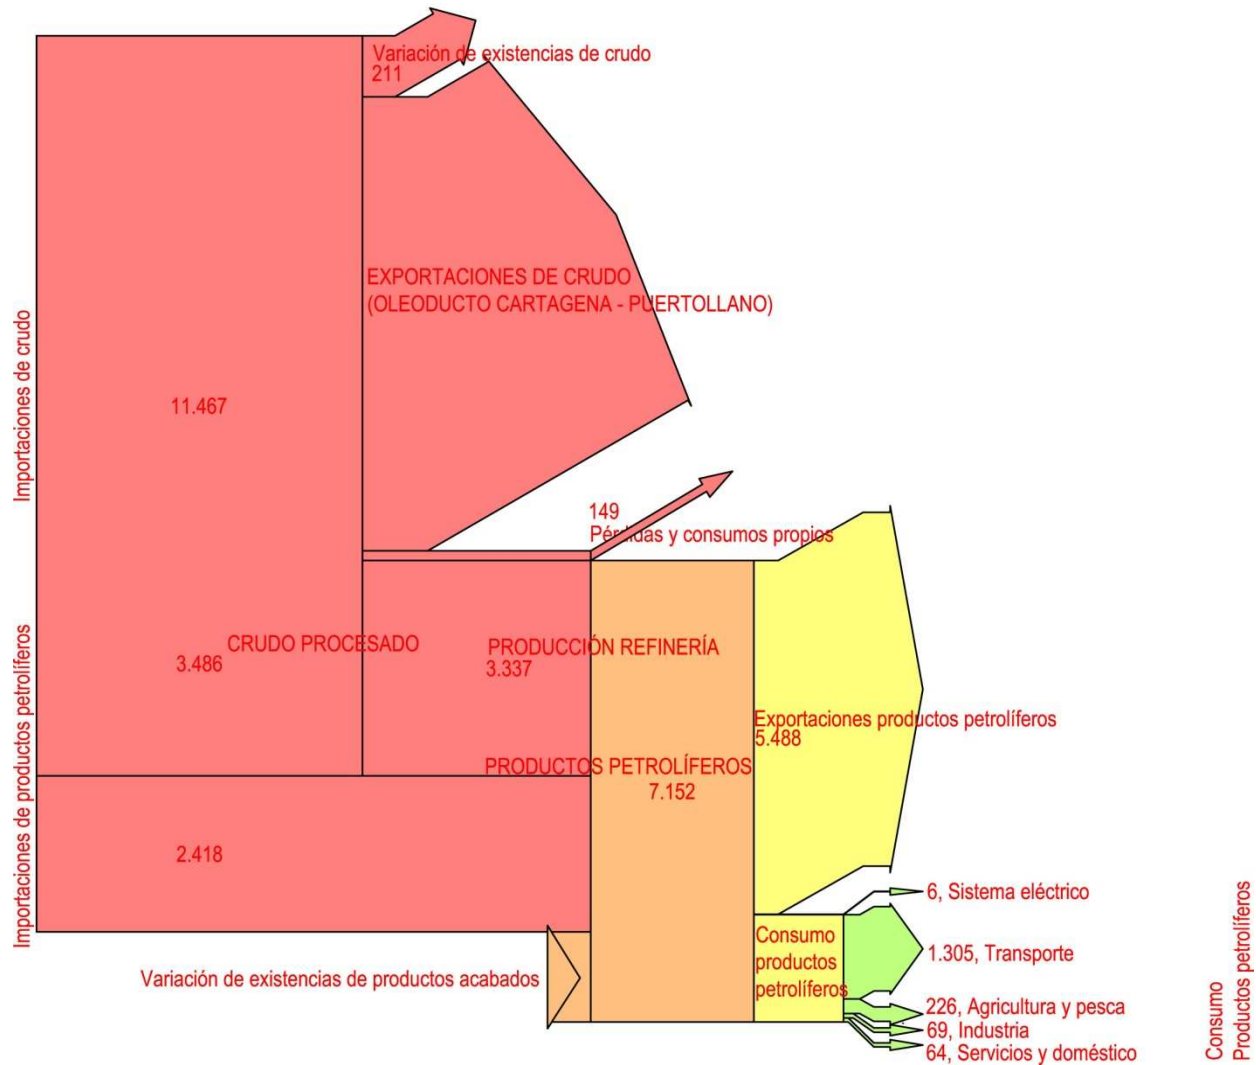 Variación de existencias de crudo
211
EXPORTACIONES DE CRUDO
(OLEODUCTO CARTAGENA - PUERTOLLANO)
Importaciones de crudo
11.467
149
Pérdidas y consumos propios
CRUDO PROCESADO
3.486
PRODUCCIÓN REFINERÍA
3.337
Importaciones de productos petrolíferos
Exportaciones productos petrolíferos
5.488
PRODUCTOS PETROLÍFEROS
7.152
2.418
6, Sistema eléctrico
Consumo
productos
petrolíferos
1.305, Transporte
Variación de existencias de productos acabados
226, Agricultura y pesca
69, Industria
64, Servicios y doméstico
Consumo
Productos petrolíferos